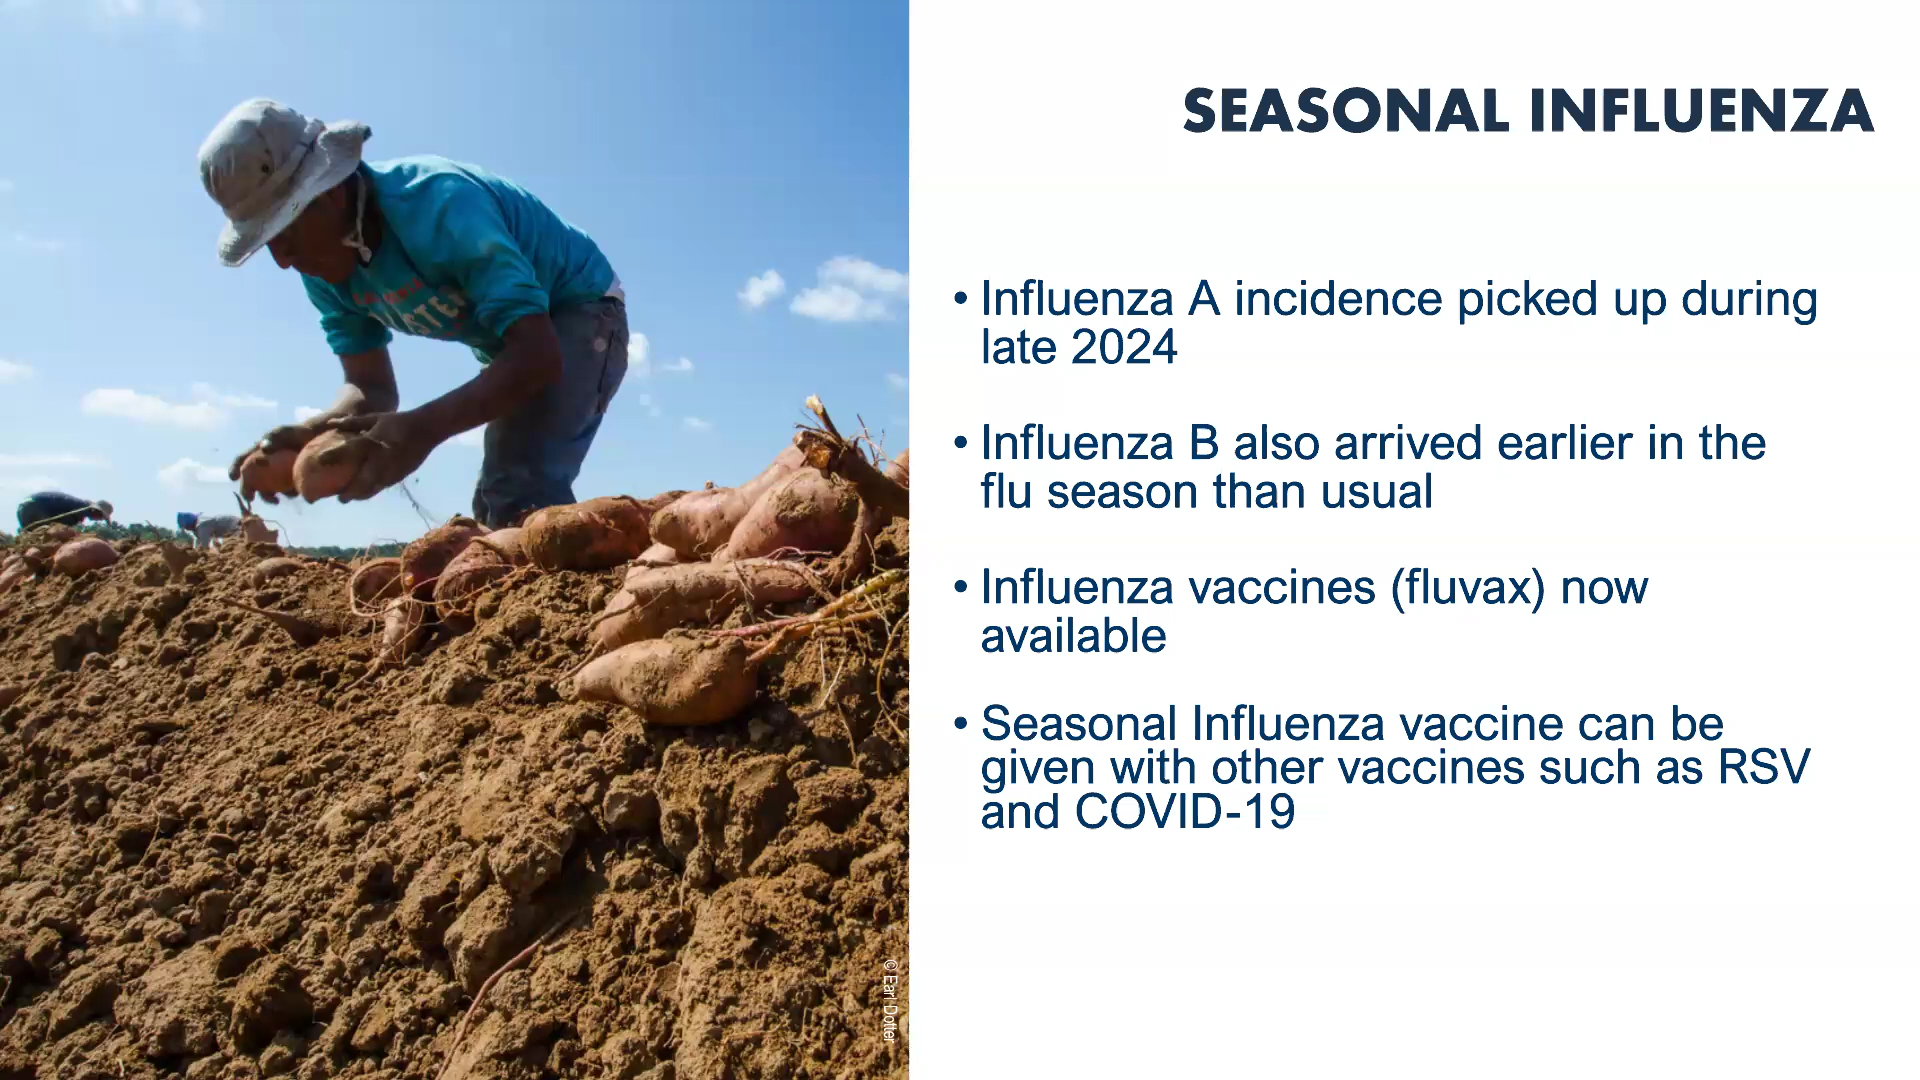 SEASONAL INFLUENZA
• Influenza A incidence picked up during
late 2024
• Influenza B also arrived earlier in the
flu season than usual
• Influenza vaccines (fluvax) now
available
• Seasonal Influenza vaccine can be
given with other vaccines such as RSV
and COVID-19
© Earl Dotter